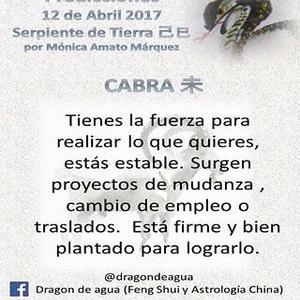 Predicciones
12 de Abril 2017
Serpiente de Tierra 己巳
por Mónica Amato Márquez
CABRA 未
Tienes la fuerza para
realizar lo que quieres,
estás estable. Surgen
proyectos de mudanza ,
cambio de empleo o
traslados.  Está firme y bien
plantado para lograrlo.
@dragondeagua
Dragon de agua (Feng Shui y Astrología China)